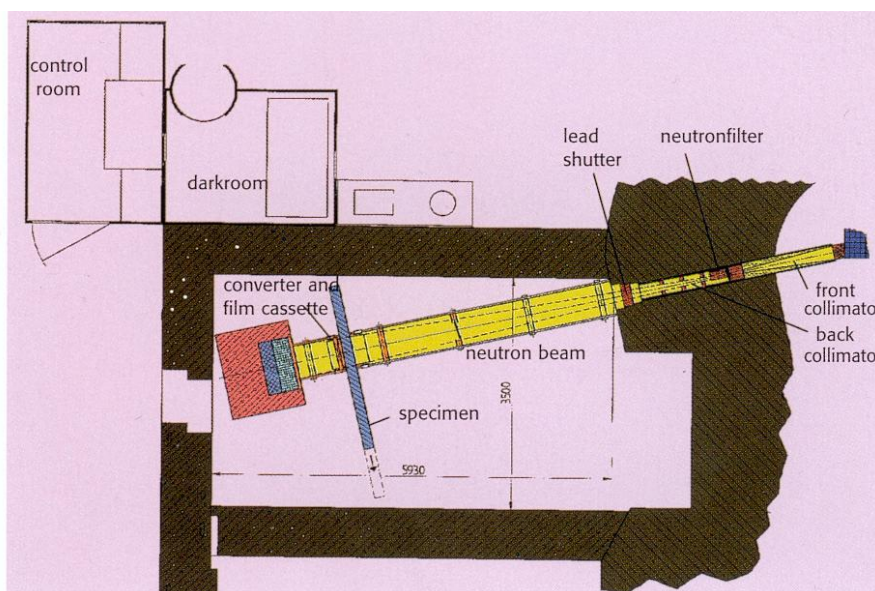 control
room
darkroom
lead
shutter
neutronfilter
converter and
film cassette
front
collimato
back
collimato
neutron beam
specimen
3500
5930